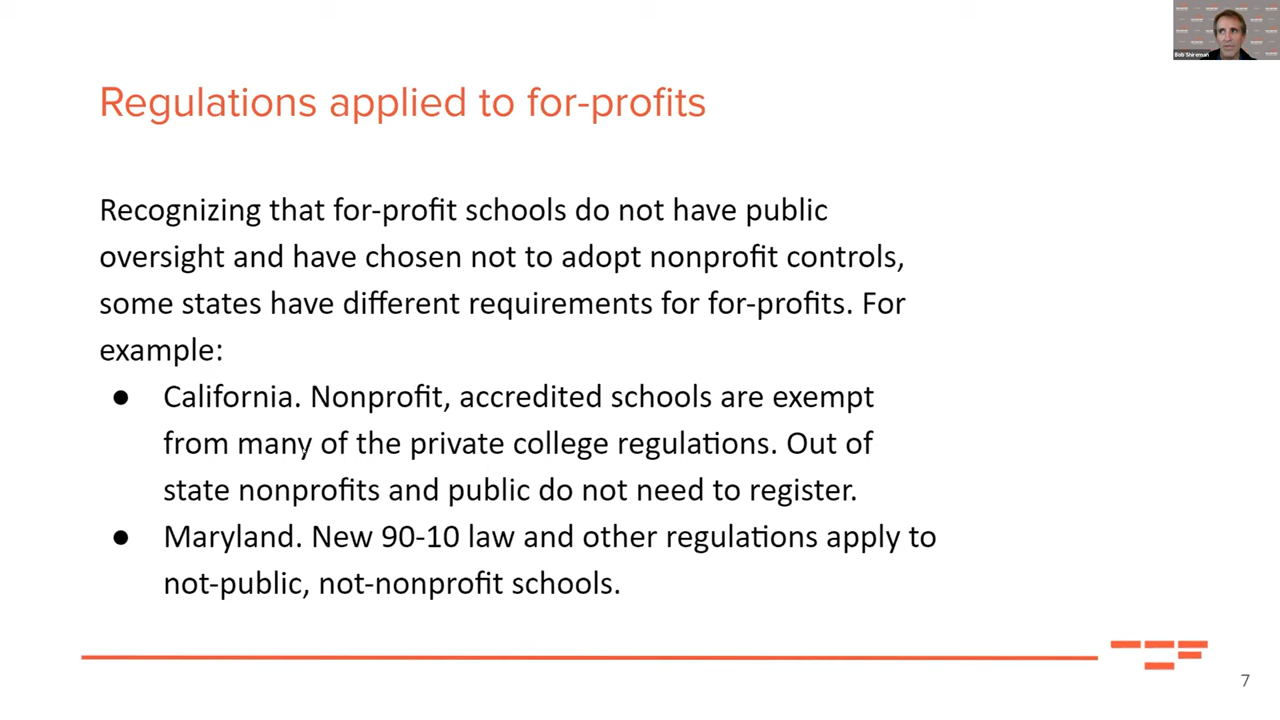 Bob Shireman
Regulations applied to for-profits
Recognizing that for-profit schools do not have public
oversight and have chosen not to adopt nonprofit controls,
some states have different requirements for for-profits. For
example:
● California. Nonprofit, accredited schools are exempt
from many of the private college regulations. Out of
state nonprofits and public do not need to register.
● Maryland. New 90-10 law and other regulations apply to
not-public, not-nonprofit schools.
7